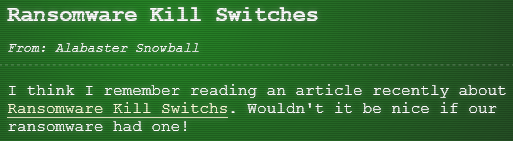 Ransomware Kill Switches
From: Alabaster Snowball
I think I remember reading an article recently about
Ransomware Kill Switchs. Wouldn't it be nice if our
ransomware had one!